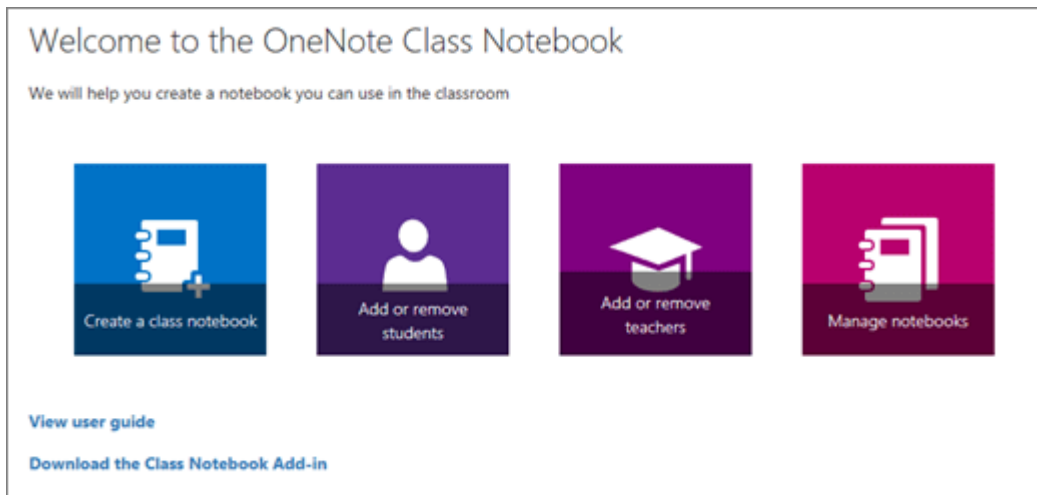 Welcome to the OneNote Class Notebook
We will help you create a notebook you can use in the classroom
Create a class notebook
Add or remove
students
Add or remove
teachers
Manage notebooks
View user guide
Download the Class Notebook Add-in